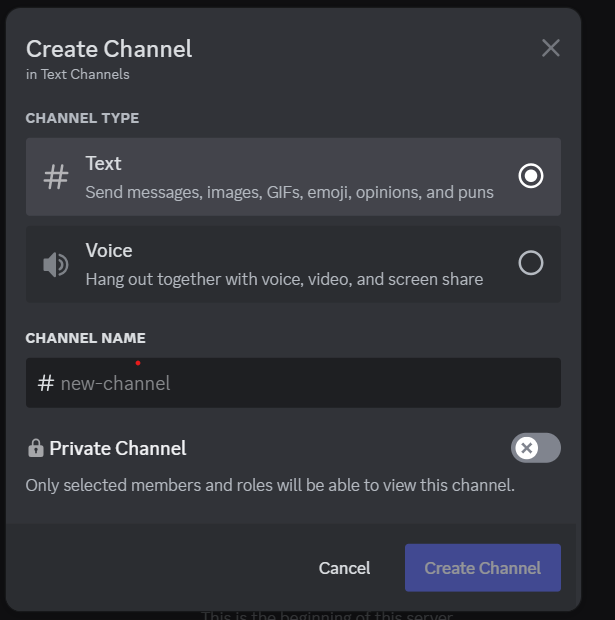 Create Channel
in Text Channels
CHANNEL TYPE
# Text
Send messages, images, GIFs, emoji, opinions, and puns
Voice
Hang out together with voice, video, and screen share
CHANNEL NAME
# new-channel
Private Channel
Only selected members and roles will be able to view this channel.
Cancel Create Channel
This is the beginning of this server